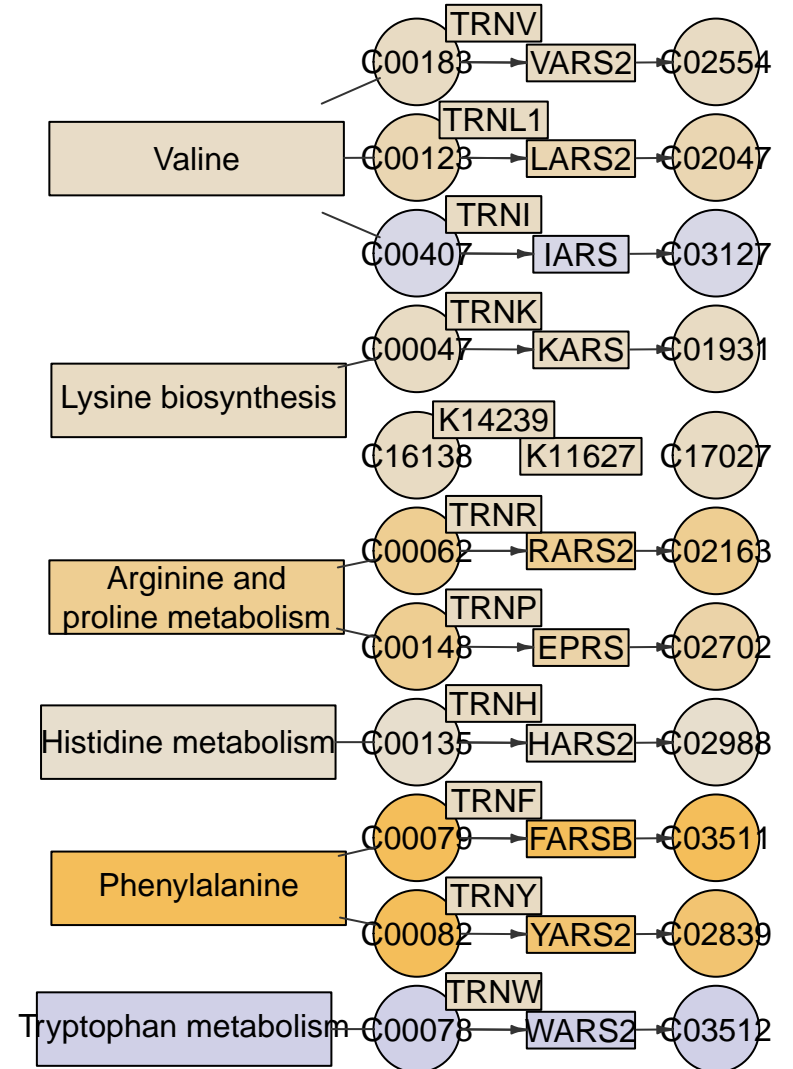 TRNV
C00183 VARS2 C02554
TRNL1
Valine C00123 LARS2 C02047
TRNI
C00407 IARS C03127
TRNK
C00047 KARS C01931
Lysine biosynthesis
K14239
C16138 K11627 C17027
TRNR
C00062 RARS2 C02163
Arginine and
proline metabolism
TRNP
C00148 EPRS C02702
TRNH
Histidine metabolism C00135 HARS2 C02988
TRNF
C00079 FARSB C03511
Phenylalanine
TRNY
C00082 YARS2 C02839
TRNW
Tryptophan metabolism C00078 WARS2 C03512